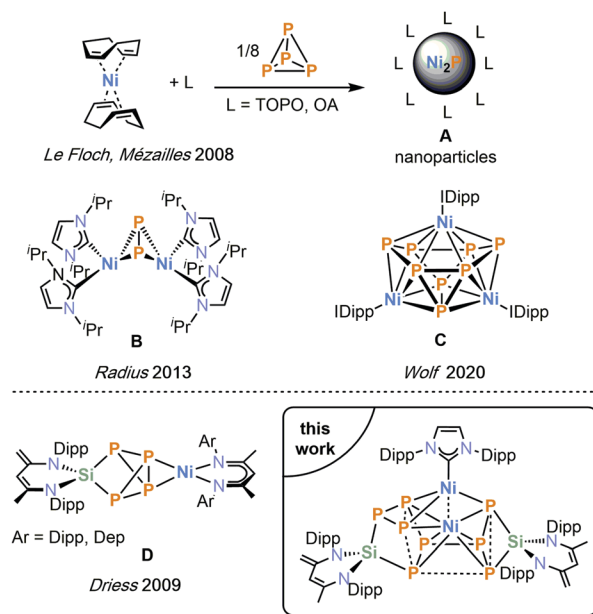 1/8
P
P P P
Ni
+ L
L = TOPO, OA
L L L L L L L L
Ni₂P
A
nanoparticles
Le Floch, Mézailles 2008
ⁱPr ⁱPr
N N P N N
ⁱPr ⁱPr
Ni P Ni
ⁱPr ⁱPr
N N N N
ⁱPr ⁱPr
B
Radius 2013
IDipp
Ni
P P P P
P P P
P
Ni Ni
IDipp IDipp
C
Wolf 2020
Dipp
N
Si
N
Dipp
P P
P P
Ar
N
Ni
N
Ar
Ar = Dipp, Dep
D
Driess 2009
this
work
Dipp N N Dipp
Ni
P P P P
Ni
Dipp Dipp
N Si P P Si N
N N
Dipp P P Dipp